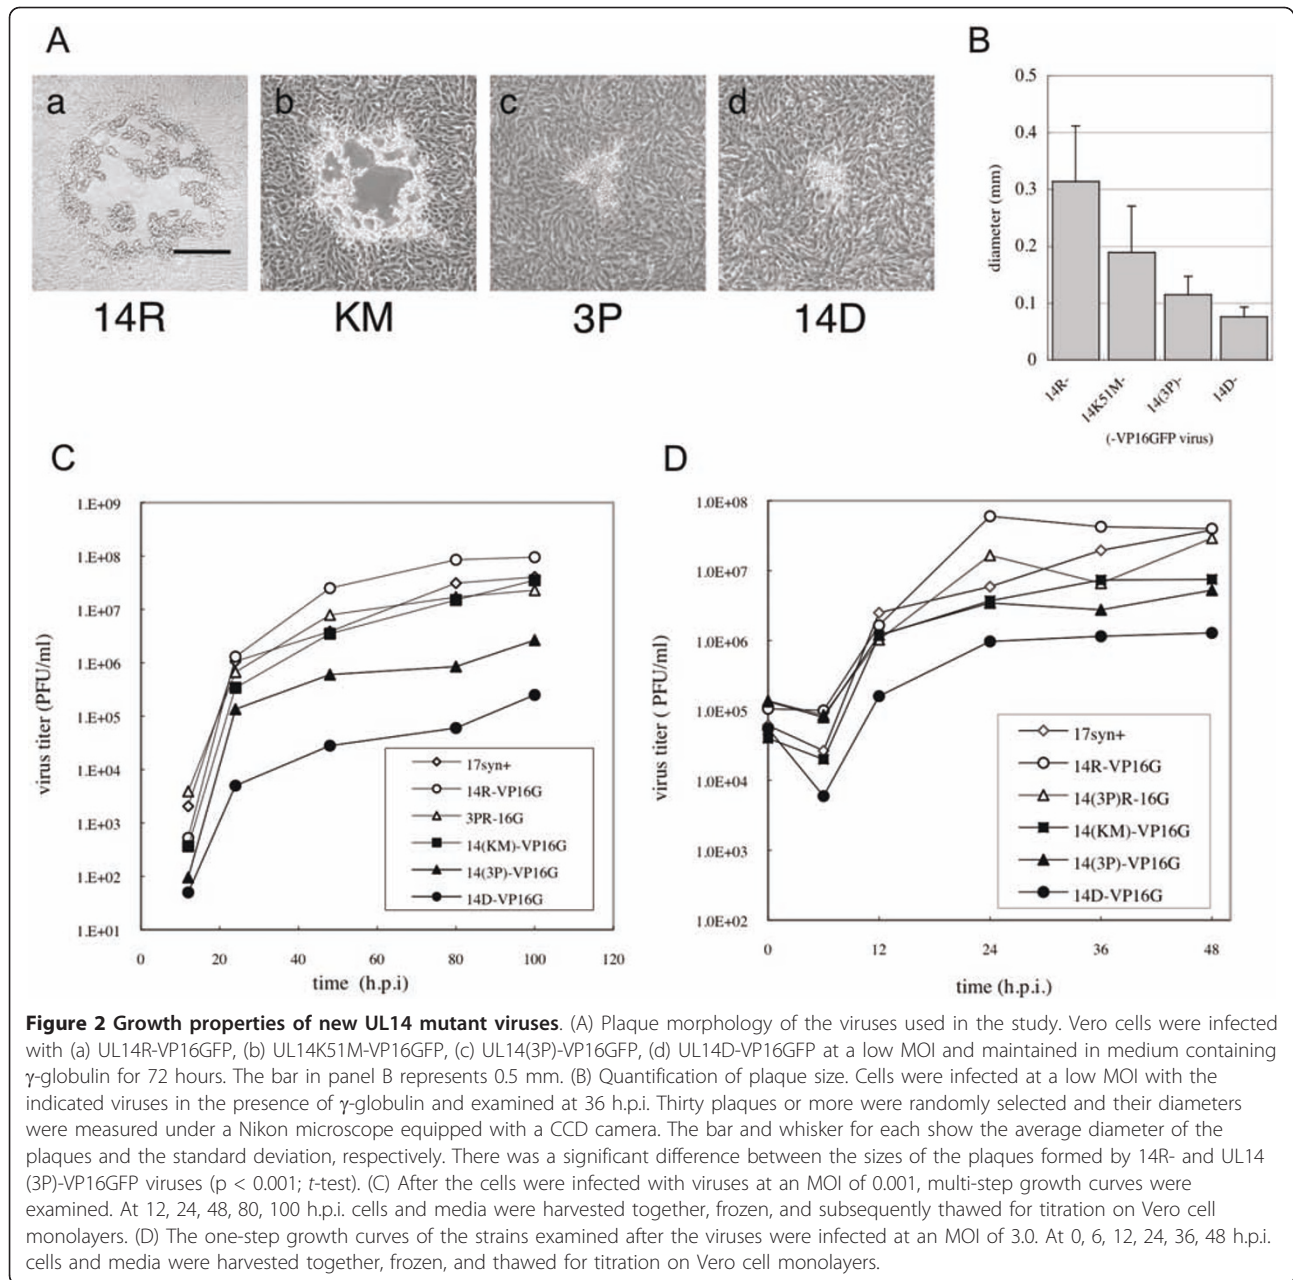 A
a
b
c
d
14R
KM
3P
14D
B
0.5
0.4
0.3
0.2
0.1
0
diameter (mm)
14R-
14K51M-
14(3P)-
14D-
(-VP16GFP virus)
C
1.E+09
1.E+08
1.E+07
1.E+06
1.E+05
1.E+04
1.E+03
1.E+02
1.E+01
virus titer (PFU/ml)
0 20 40 60 80 100 120
time (h.p.i)
17syn+
14R-VP16G
3PR-16G
14(KM)-VP16G
14(3P)-VP16G
14D-VP16G
D
1.0E+08
1.0E+07
1.0E+06
1.0E+05
1.0E+04
1.0E+03
1.0E+02
virus titer ( PFU/ml)
0 12 24 36 48
time (h.p.i.)
17syn+
14R-VP16G
14(3P)R-16G
14(KM)-VP16G
14(3P)-VP16G
14D-VP16G
Figure 2 Growth properties of new UL14 mutant viruses. (A) Plaque morphology of the viruses used in the study. Vero cells were infected
with (a) UL14R-VP16GFP, (b) UL14K51M-VP16GFP, (c) UL14(3P)-VP16GFP, (d) UL14D-VP16GFP at a low MOI and maintained in medium containing
γ-globulin for 72 hours. The bar in panel B represents 0.5 mm. (B) Quantification of plaque size. Cells were infected at a low MOI with the
indicated viruses in the presence of γ-globulin and examined at 36 h.p.i. Thirty plaques or more were randomly selected and their diameters
were measured under a Nikon microscope equipped with a CCD camera. The bar and whisker for each show the average diameter of the
plaques and the standard deviation, respectively. There was a significant difference between the sizes of the plaques formed by 14R- and UL14
(3P)-VP16GFP viruses (p < 0.001; t-test). (C) After the cells were infected with viruses at an MOI of 0.001, multi-step growth curves were
examined. At 12, 24, 48, 80, 100 h.p.i. cells and media were harvested together, frozen, and subsequently thawed for titration on Vero cell
monolayers. (D) The one-step growth curves of the strains examined after the viruses were infected at an MOI of 3.0. At 0, 6, 12, 24, 36, 48 h.p.i.
cells and media were harvested together, frozen, and thawed for titration on Vero cell monolayers.